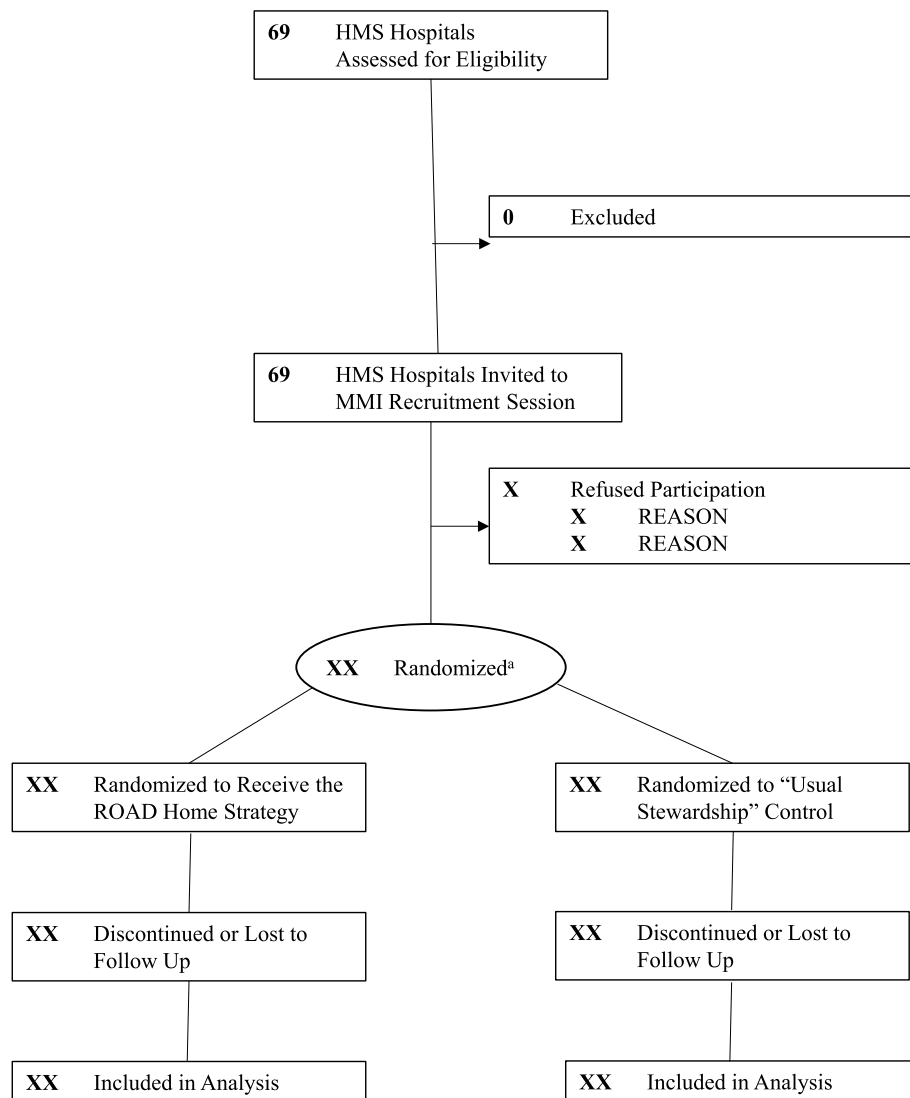 69 HMS Hospitals
Assessed for Eligibility
0 Excluded
69 HMS Hospitals Invited to
MMI Recruitment Session
X Refused Participation
X REASON
X REASON
XX Randomizedᵃ
XX Randomized to Receive the
ROAD Home Strategy
XX Randomized to “Usual
Stewardship” Control
XX Discontinued or Lost to
Follow Up
XX Discontinued or Lost to
Follow Up
XX Included in Analysis
XX Included in Analysis